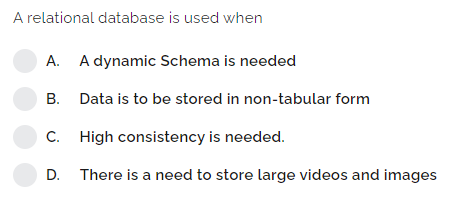 A relational database is used when
A. A dynamic Schema is needed
B. Data is to be stored in non-tabular form
C. High consistency is needed.
D. There is a need to store large videos and images